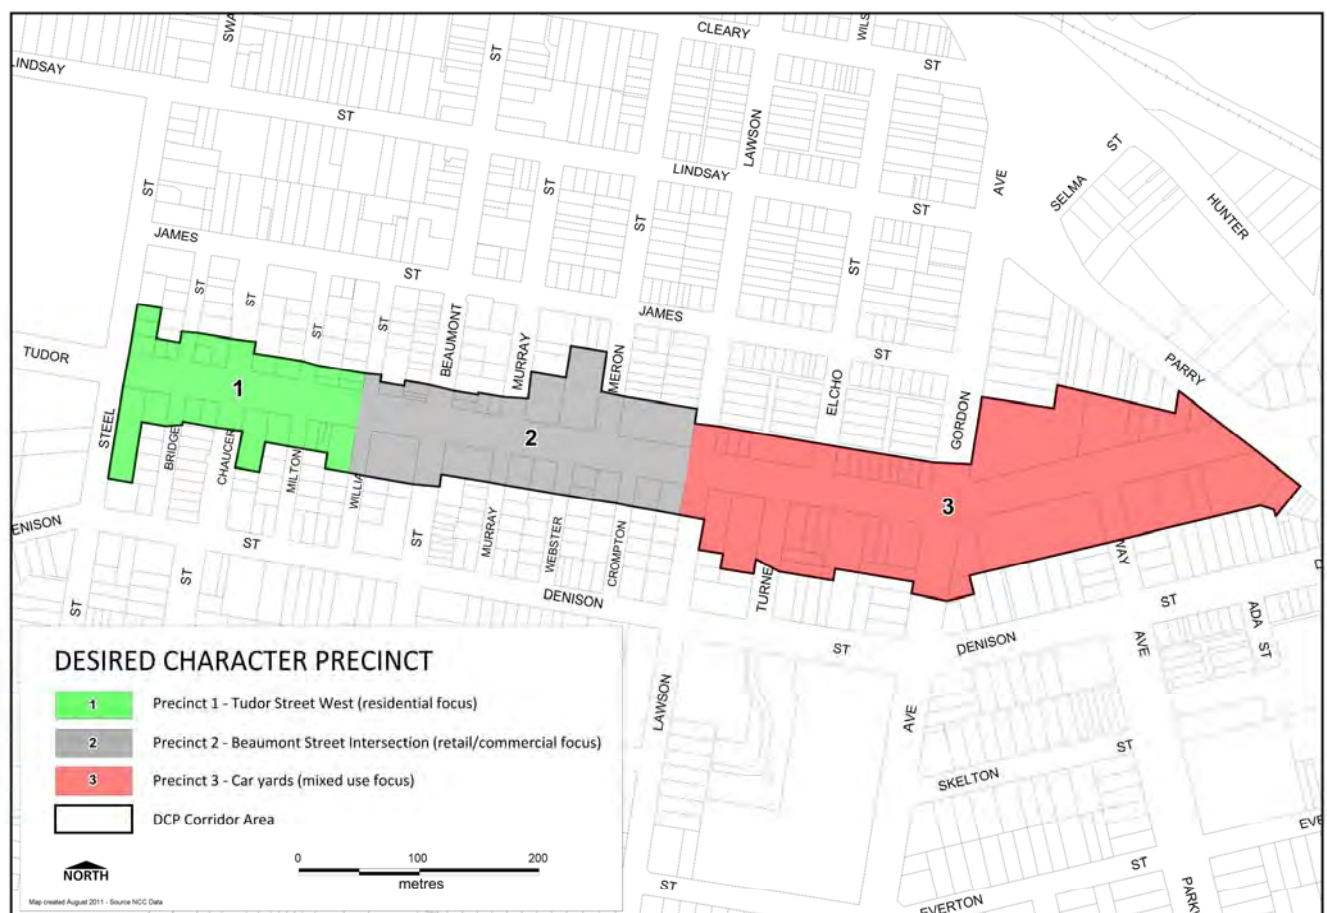 SWA
CLEARY
WILS
ST
ST
LINDSAY
ST
LAWSON
ST
LINDSAY
ST
AVE
SELMA
HUNTER
ST
ST
ST
ST
JAMES
ST
ST
ST
ST
ST
ST
BEAUMONT
MURRAY
MERON
JAMES
ST
ELCHO
GORDON
PARRY
TUDOR
STEEL
1
2
3
BRIDGE
CHAUCER
MILTON
WILLIA
ST
MURRAY
WEBSTER
CROMPTON
TURNE
WAY
ENISON
ST
ST
ST
DENISON
ST
DENISON
ST
AVE
ADA
ST
LAWSON
AVE
SKELTON
ST
EVE
ST
ST
EVERTON
PARK
DESIRED CHARACTER PRECINCT
1 Precinct 1 - Tudor Street West (residential focus)
2 Precinct 2 - Beaumont Street Intersection (retail/commercial focus)
3 Precinct 3 - Car yards (mixed use focus)
DCP Corridor Area
NORTH
0 100 200
metres
Map created August 2011 - Source NCC Data